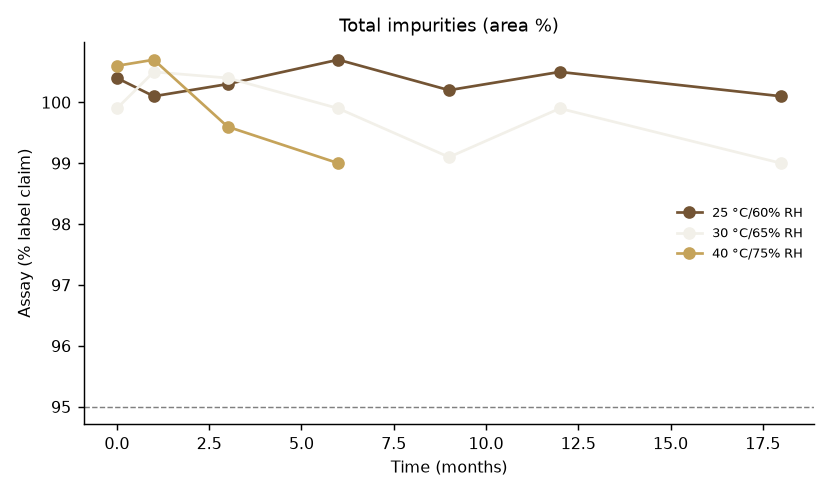 Total impurities (area %)
Assay (% label claim)
100
99
98
97
96
95
25 °C/60% RH
30 °C/65% RH
40 °C/75% RH
0.0 2.5 5.0 7.5 10.0 12.5 15.0 17.5
Time (months)